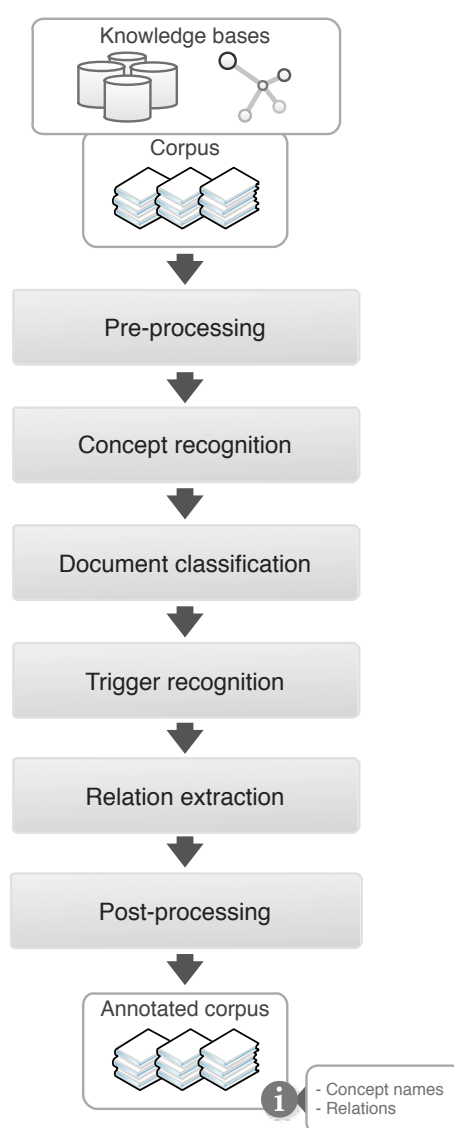 Knowledge bases
Corpus
Pre-processing
Concept recognition
Document classification
Trigger recognition
Relation extraction
Post-processing
Annotated corpus
i
- Concept names
- Relations